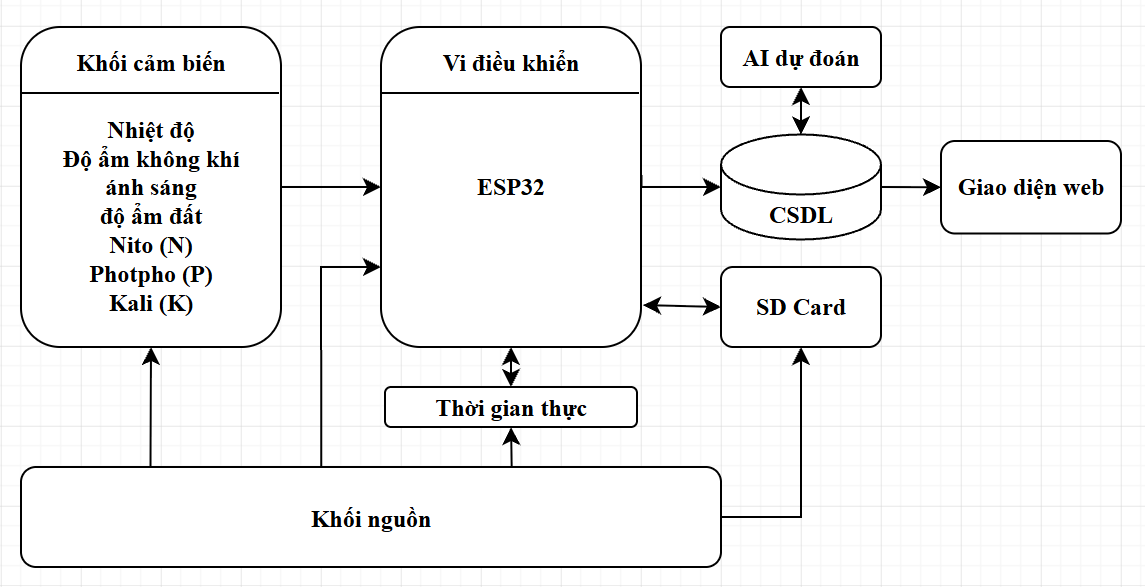 Khối cảm biến
Nhiệt độ
Độ ẩm không khí
ánh sáng
độ ẩm đất
Nito (N)
Photpho (P)
Kali (K)
Vi điều khiển
ESP32
AI dự đoán
CSDL
Giao diện web
SD Card
Thời gian thực
Khối nguồn